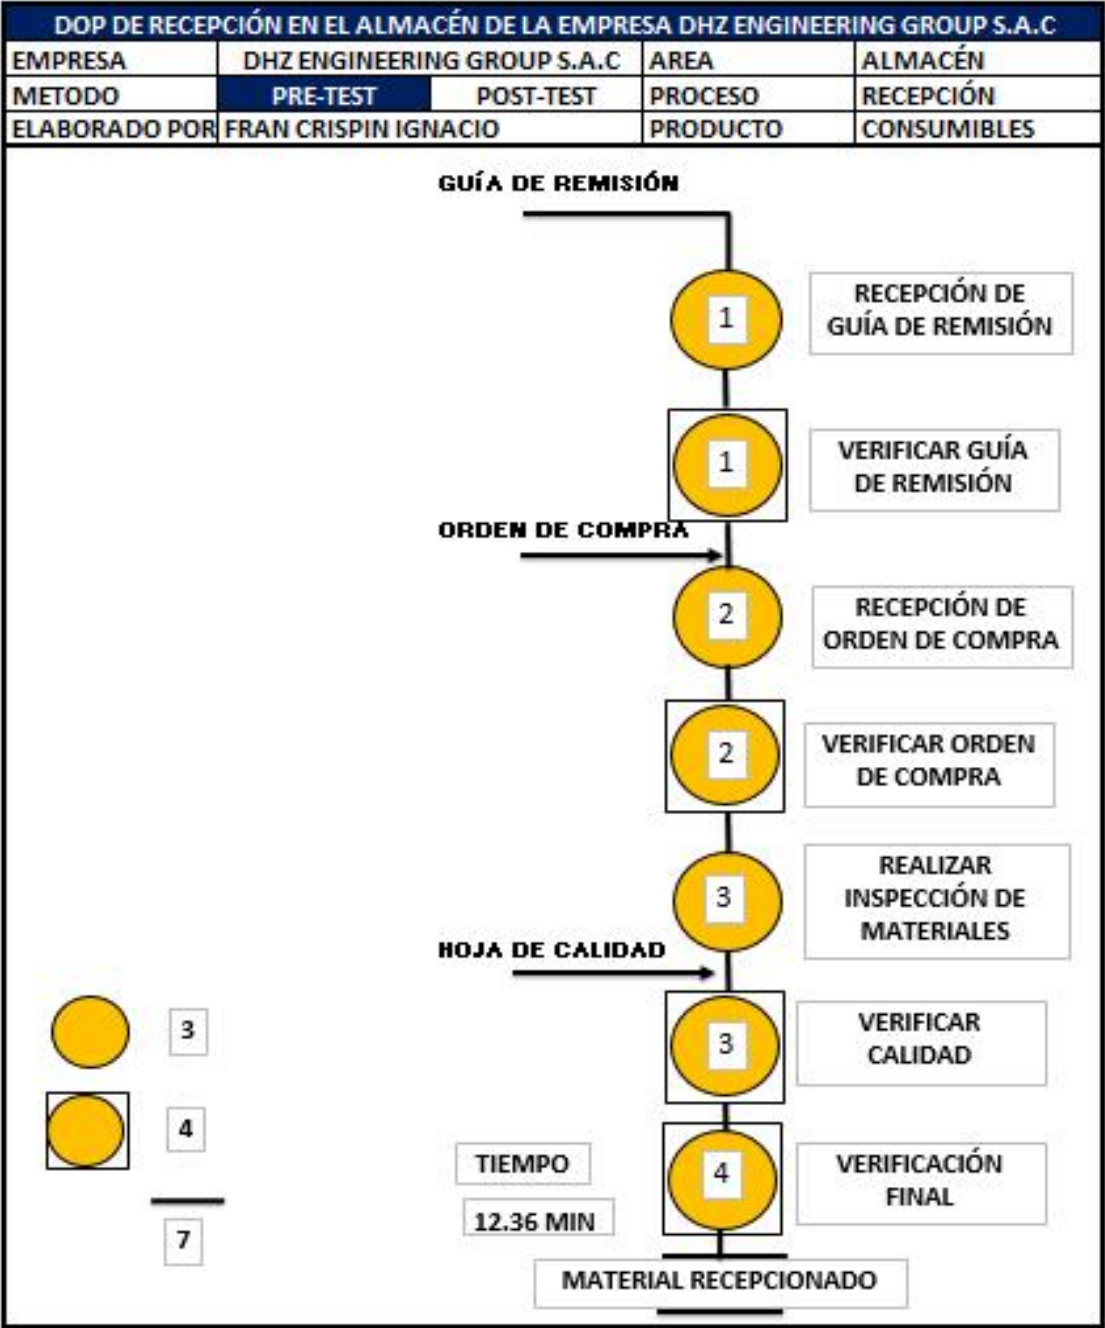 DOP DE RECEPCIÓN EN EL ALMACÉN DE LA EMPRESA DHZ ENGINEERING GROUP S.A.C
EMPRESA DHZ ENGINEERING GROUP S.A.C AREA ALMACÉN
METODO PRE-TEST POST-TEST PROCESO RECEPCIÓN
ELABORADO POR FRAN CRISPIN IGNACIO PRODUCTO CONSUMIBLES
GUÍA DE REMISIÓN
1
RECEPCIÓN DE
GUÍA DE REMISIÓN
1
VERIFICAR GUÍA
DE REMISIÓN
ORDEN DE COMPRA
2
RECEPCIÓN DE
ORDEN DE COMPRA
2
VERIFICAR ORDEN
DE COMPRA
3
REALIZAR
INSPECCIÓN DE
MATERIALES
HOJA DE CALIDAD
3
VERIFICAR
CALIDAD
4
VERIFICACIÓN
FINAL
3
4
7
TIEMPO
12.36 MIN
MATERIAL RECEPCIONADO